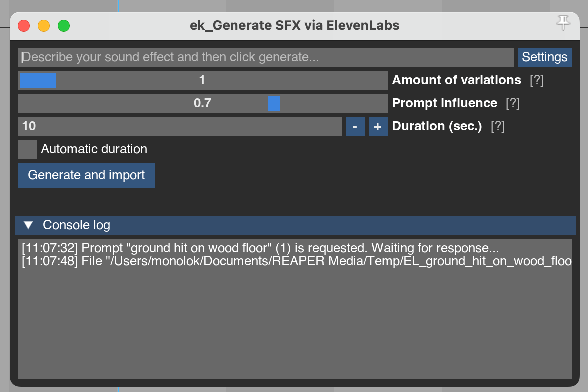 ek_Generate SFX via ElevenLabs
Describe your sound effect and then click generate...
Settings
1
Amount of variations [?]
0.7
Prompt influence [?]
10
- +
Duration (sec.) [?]
Automatic duration
Generate and import
▼ Console log
[11:07:32] Prompt "ground hit on wood floor" (1) is requested. Waiting for response...
[11:07:48] File "/Users/monolok/Documents/REAPER Media/Temp/EL_ground_hit_on_wood_floo